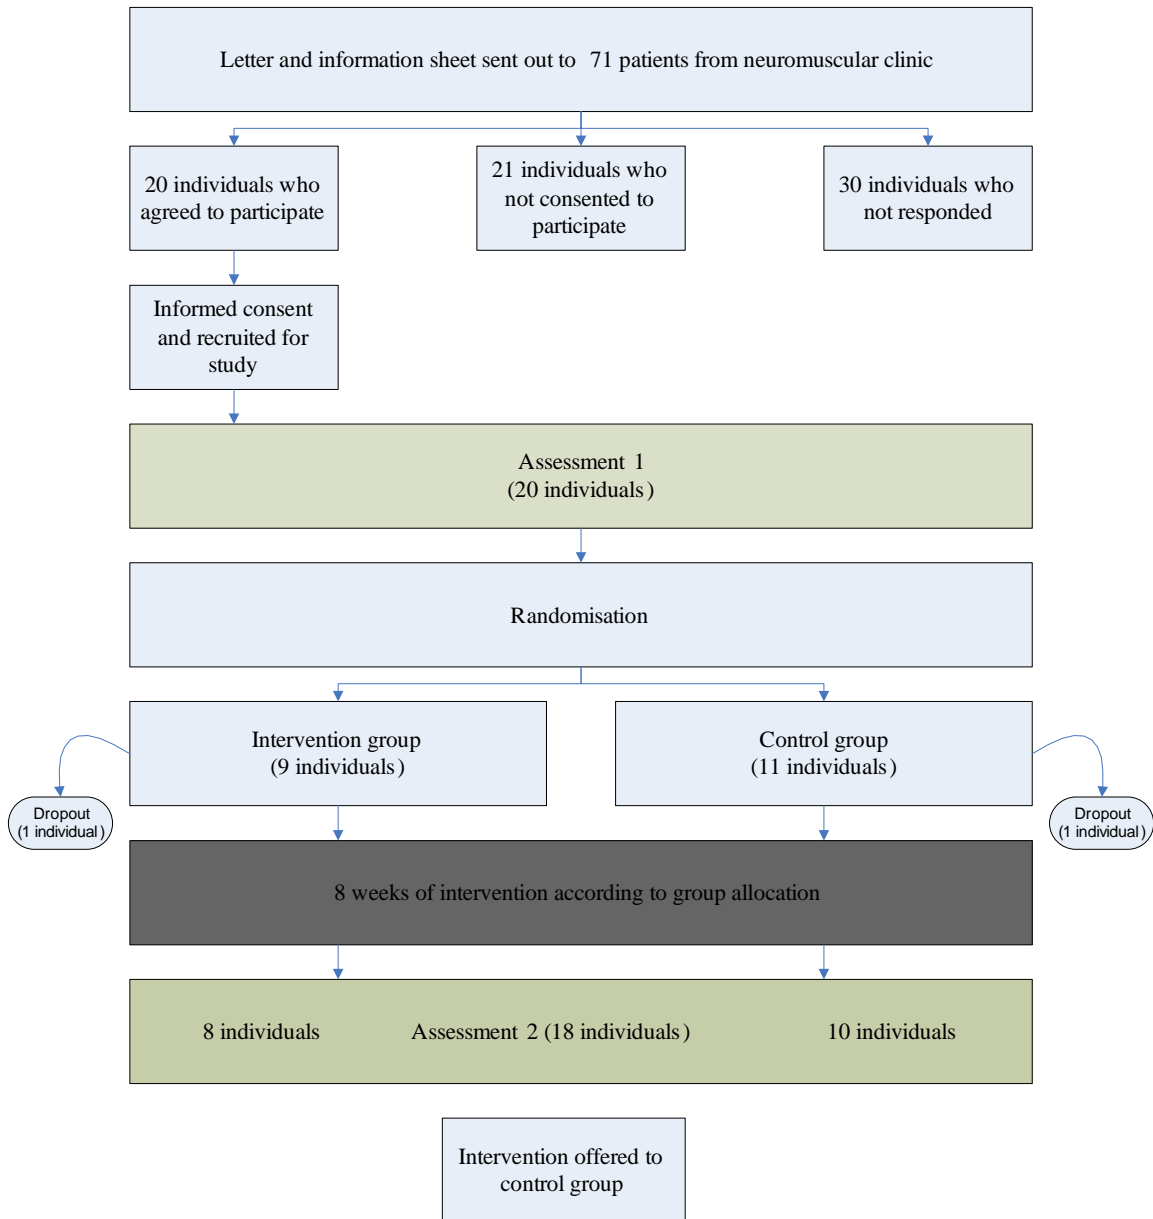 Letter and information sheet sent out to 71 patients from neuromuscular clinic
20 individuals who
agreed to participate
21 individuals who
not consented to
participate
30 individuals who
not responded
Informed consent
and recruited for
study
Assessment 1
(20 individuals)
Randomisation
Intervention group
(9 individuals)
Control group
(11 individuals)
Dropout
(1 individual)
Dropout
(1 individual)
8 weeks of intervention according to group allocation
8 individuals
Assessment 2 (18 individuals)
10 individuals
Intervention offered to
control group